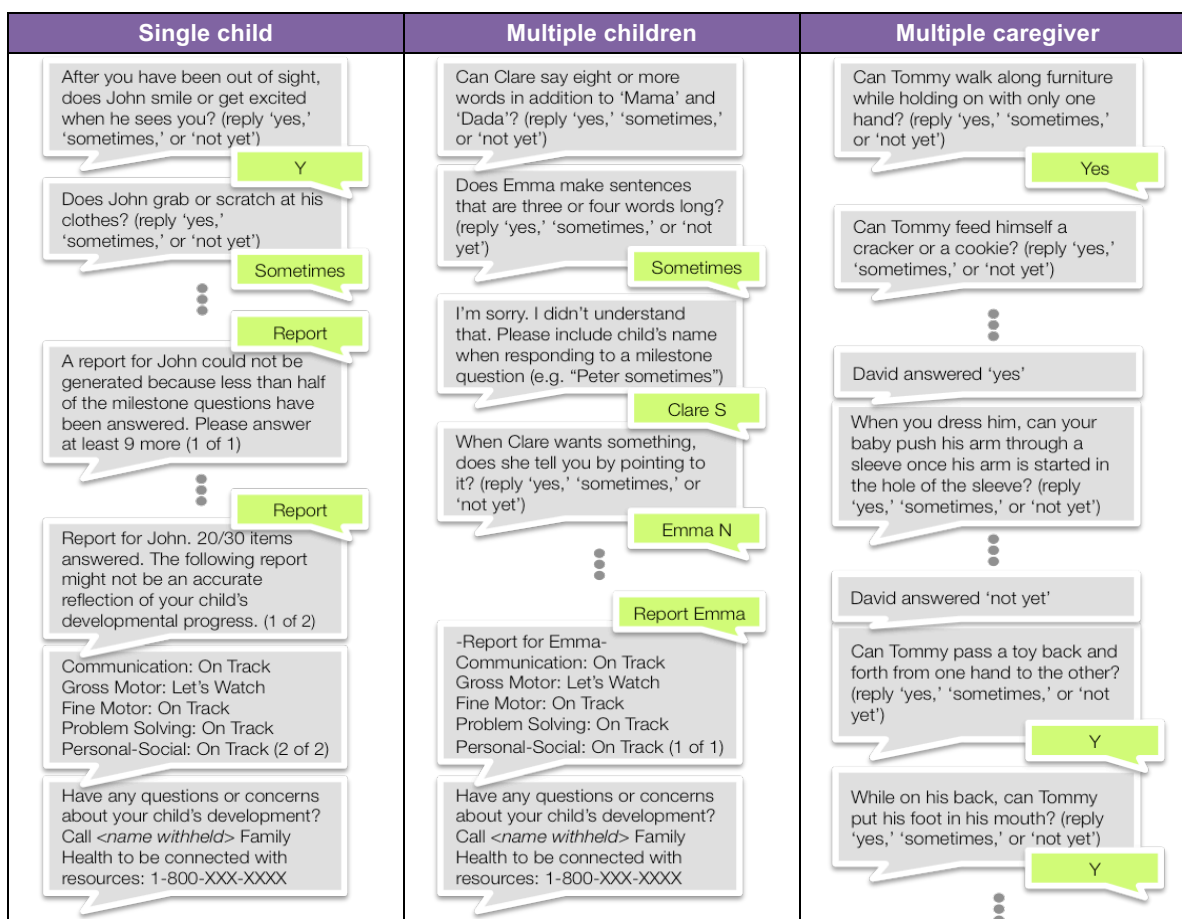 Single child
After you have been out of sight,
does John smile or get excited
when he sees you? (reply ‘yes,’
‘sometimes,’ or ‘not yet’)
Y
Does John grab or scratch at his
clothes? (reply ‘yes,’
‘sometimes,’ or ‘not yet’)
Sometimes
Report
A report for John could not be
generated because less than half
of the milestone questions have
been answered. Please answer
at least 9 more (1 of 1)
Report
Report for John. 20/30 items
answered. The following report
might not be an accurate
reflection of your child’s
developmental progress. (1 of 2)
Communication: On Track
Gross Motor: Let’s Watch
Fine Motor: On Track
Problem Solving: On Track
Personal-Social: On Track (2 of 2)
Have any questions or concerns
about your child’s development?
Call <name withheld> Family
Health to be connected with
resources: 1-800-XXX-XXXX
Multiple children
Can Clare say eight or more
words in addition to ‘Mama’ and
‘Dada’? (reply ‘yes,’ ‘sometimes,’
or ‘not yet’)
Does Emma make sentences
that are three or four words long?
(reply ‘yes,’ ‘sometimes,’ or ‘not
yet’)
Sometimes
I’m sorry. I didn’t understand
that. Please include child’s name
when responding to a milestone
question (e.g. “Peter sometimes”)
Clare S
When Clare wants something,
does she tell you by pointing to
it? (reply ‘yes,’ ‘sometimes,’ or
‘not yet’)
Emma N
Report Emma
-Report for Emma-
Communication: On Track
Gross Motor: Let’s Watch
Fine Motor: On Track
Problem Solving: On Track
Personal-Social: On Track (1 of 1)
Have any questions or concerns
about your child’s development?
Call <name withheld> Family
Health to be connected with
resources: 1-800-XXX-XXXX
Multiple caregiver
Can Tommy walk along furniture
while holding on with only one
hand? (reply ‘yes,’ ‘sometimes,’
or ‘not yet’)
Yes
Can Tommy feed himself a
cracker or a cookie? (reply ‘yes,’
‘sometimes,’ or ‘not yet’)
David answered ‘yes’
When you dress him, can your
baby push his arm through a
sleeve once his arm is started in
the hole of the sleeve? (reply
‘yes,’ ‘sometimes,’ or ‘not yet’)
David answered ‘not yet’
Can Tommy pass a toy back and
forth from one hand to the other?
(reply ‘yes,’ ‘sometimes,’ or ‘not
yet’)
Y
While on his back, can Tommy
put his foot in his mouth? (reply
‘yes,’ ‘sometimes,’ or ‘not yet’)
Y